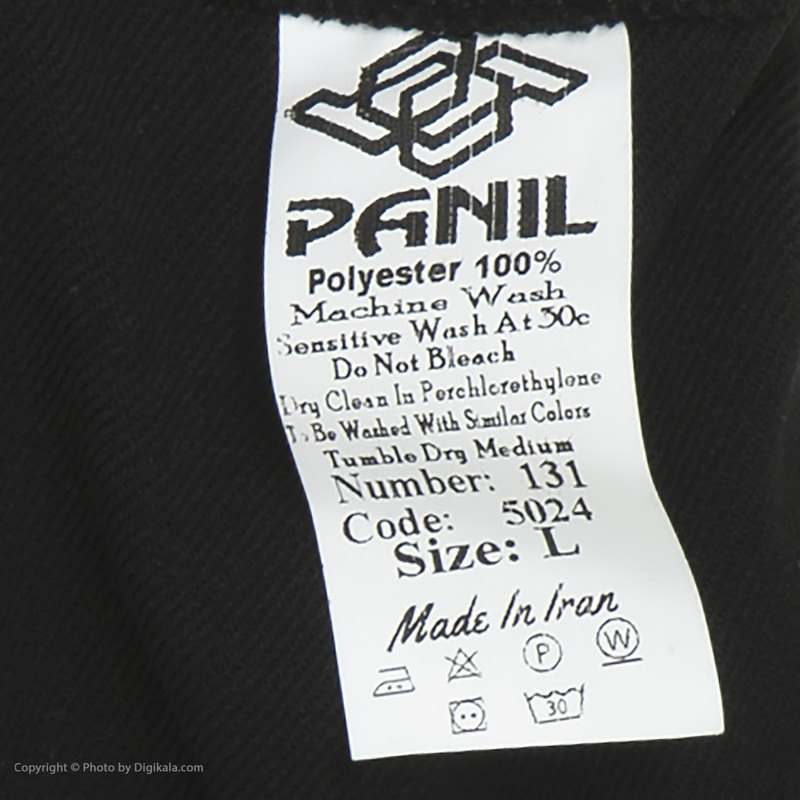 PANIL
Polyester 100%
Machine Wash
Sensitive Wash At 30c
Do Not Bleach
Dry Clean In Perchlorethylene
To Be Washed With Similar Colors
Tumble Dry Medium
Number: 131
Code: 5024
Size: L
Made In Iran
P W
30
Copyright © Photo by Digikala.com